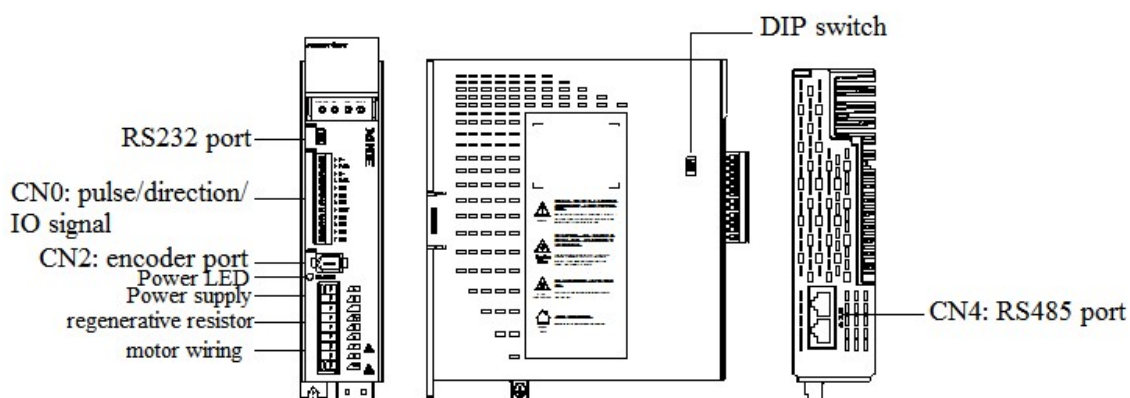 DIP switch
RS232 port
CN0: pulse/direction/
IO signal
CN2: encoder port
Power LED
Power supply
regenerative resistor
motor wiring
CN4: RS485 port